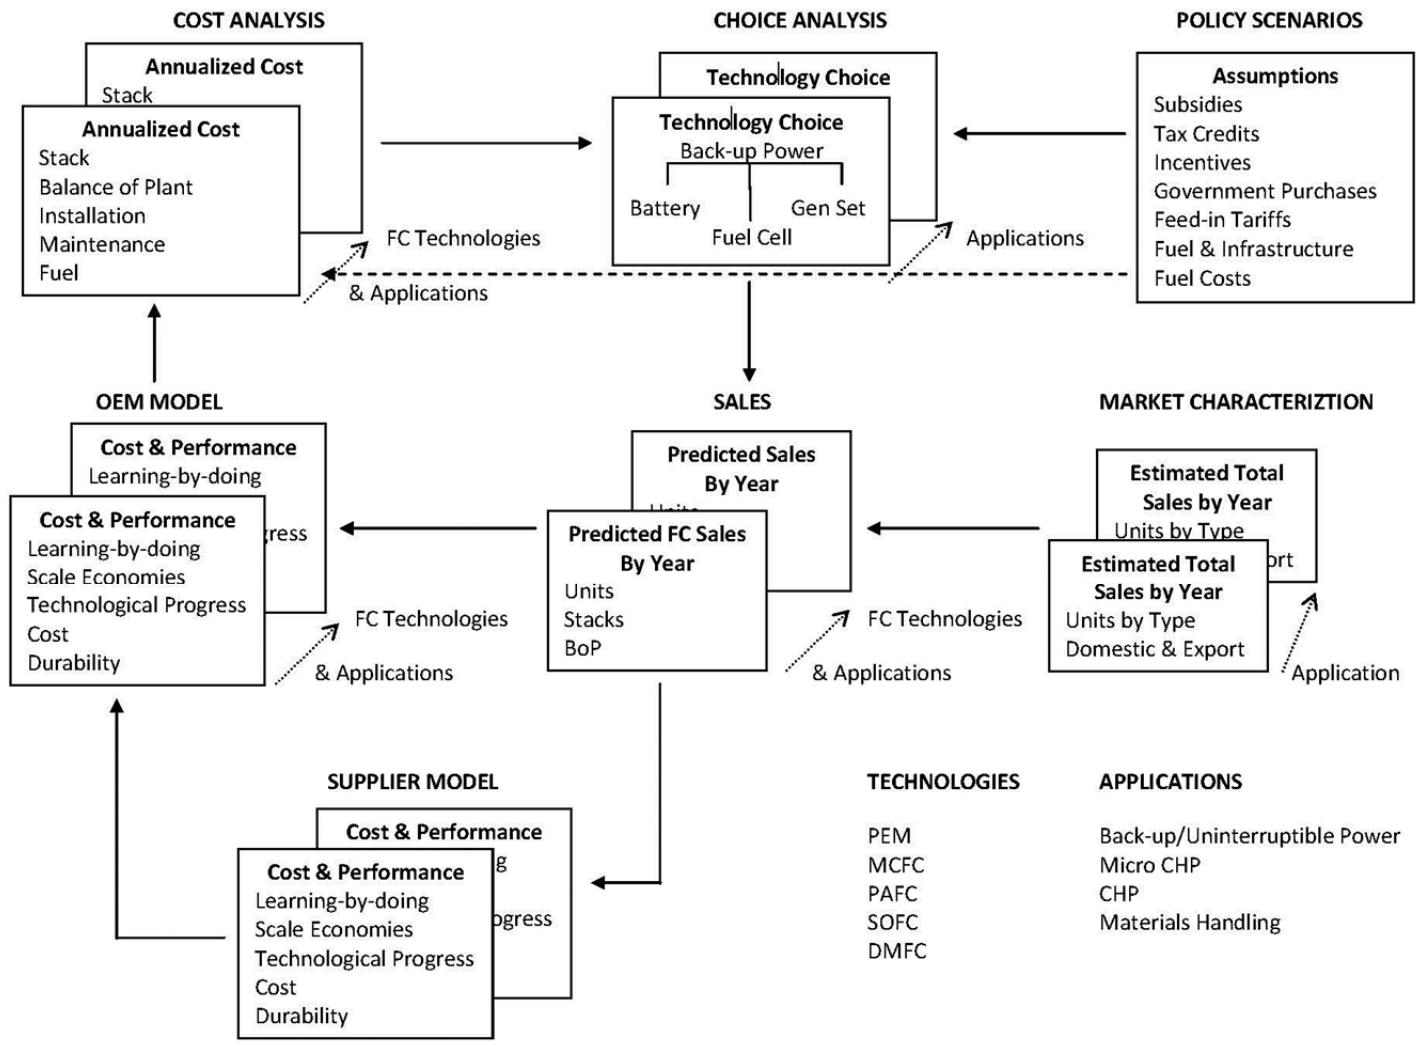 COST ANALYSIS
Annualized Cost
Stack
Annualized Cost
Stack
Balance of Plant
Installation
Maintenance
Fuel
FC Technologies
& Applications
CHOICE ANALYSIS
Technology Choice
Technology Choice
Back-up Power
Battery
Gen Set
Fuel Cell
Applications
POLICY SCENARIOS
Assumptions
Subsidies
Tax Credits
Incentives
Government Purchases
Feed-in Tariffs
Fuel & Infrastructure
Fuel Costs
OEM MODEL
Cost & Performance
Learning-by-doing
gress
Cost & Performance
Learning-by-doing
Scale Economies
Technological Progress
Cost
Durability
FC Technologies
& Applications
SALES
Predicted Sales
By Year
Units
Predicted FC Sales
By Year
Units
Stacks
BoP
FC Technologies
& Applications
MARKET CHARACTERIZTION
Estimated Total
Sales by Year
Units by Type
ort
Estimated Total
Sales by Year
Units by Type
Domestic & Export
Application
SUPPLIER MODEL
Cost & Performance
g
ogress
Cost & Performance
Learning-by-doing
Scale Economies
Technological Progress
Cost
Durability
TECHNOLOGIES
PEM
MCFC
PAFC
SOFC
DMFC
APPLICATIONS
Back-up/Uninterruptible Power
Micro CHP
CHP
Materials Handling